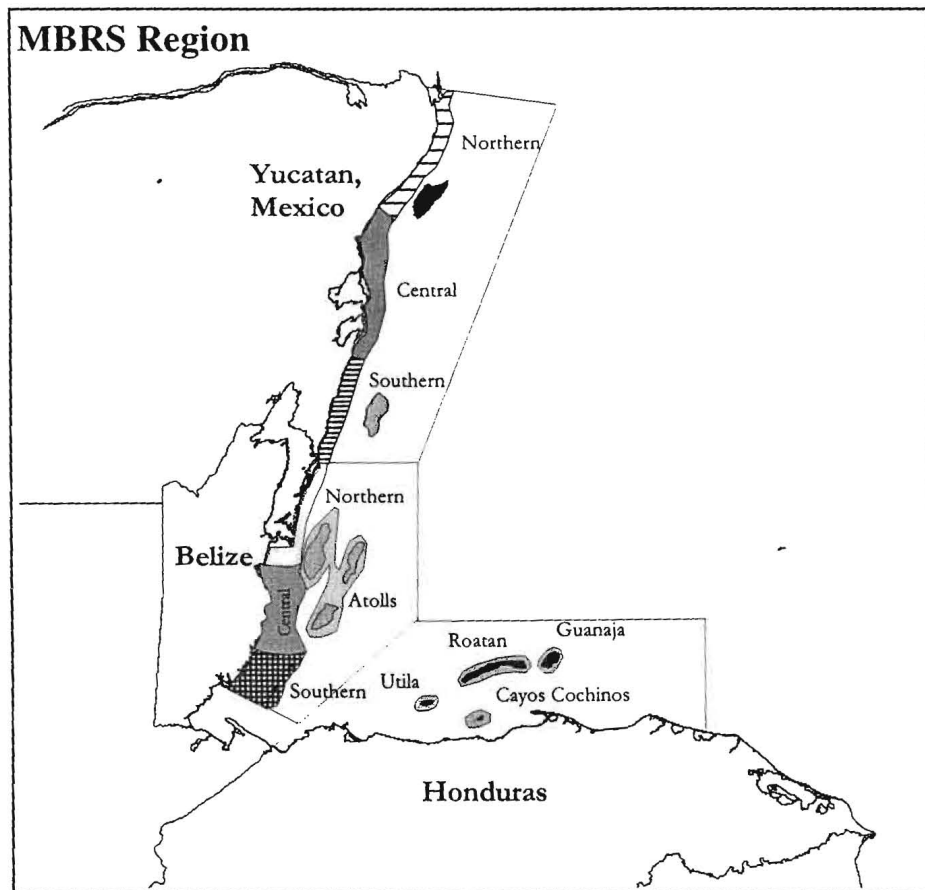 MBRS Region
Northern
Yucatan,
Mexico
Central
Southern
Northern
Belize
Central
Atolls
Southern
Guanaja
Roatan
Utila
Cayos Cochinos
Honduras